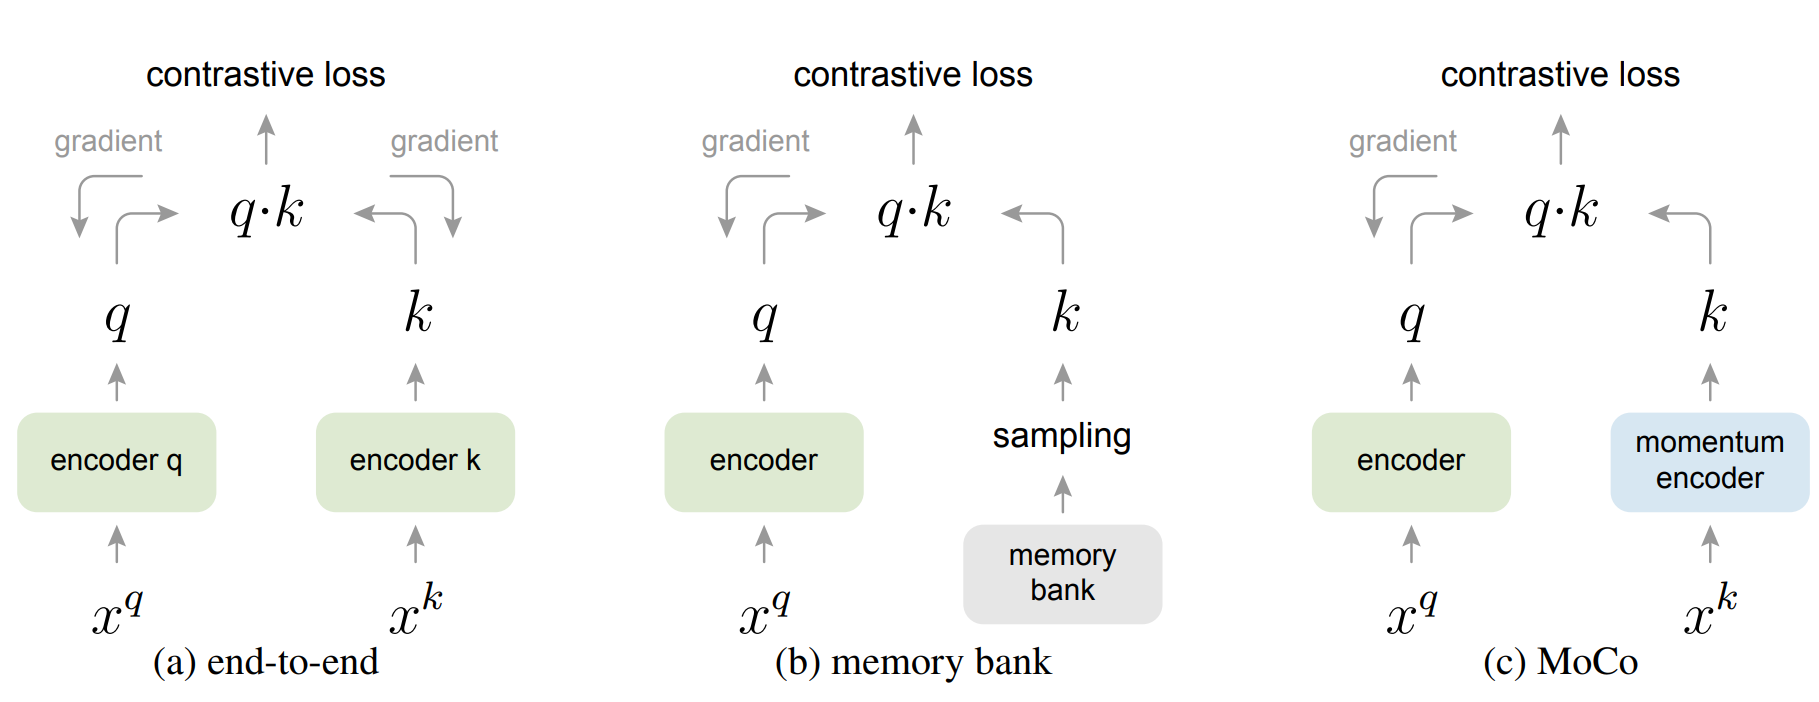 contrastive loss
gradient
gradient
q·k
q
k
encoder q
encoder k
x^q
x^k
(a) end-to-end
contrastive loss
gradient
q·k
q
k
sampling
encoder
memory
bank
x^q
(b) memory bank
contrastive loss
gradient
q·k
q
k
encoder
momentum
encoder
x^q
x^k
(c) MoCo